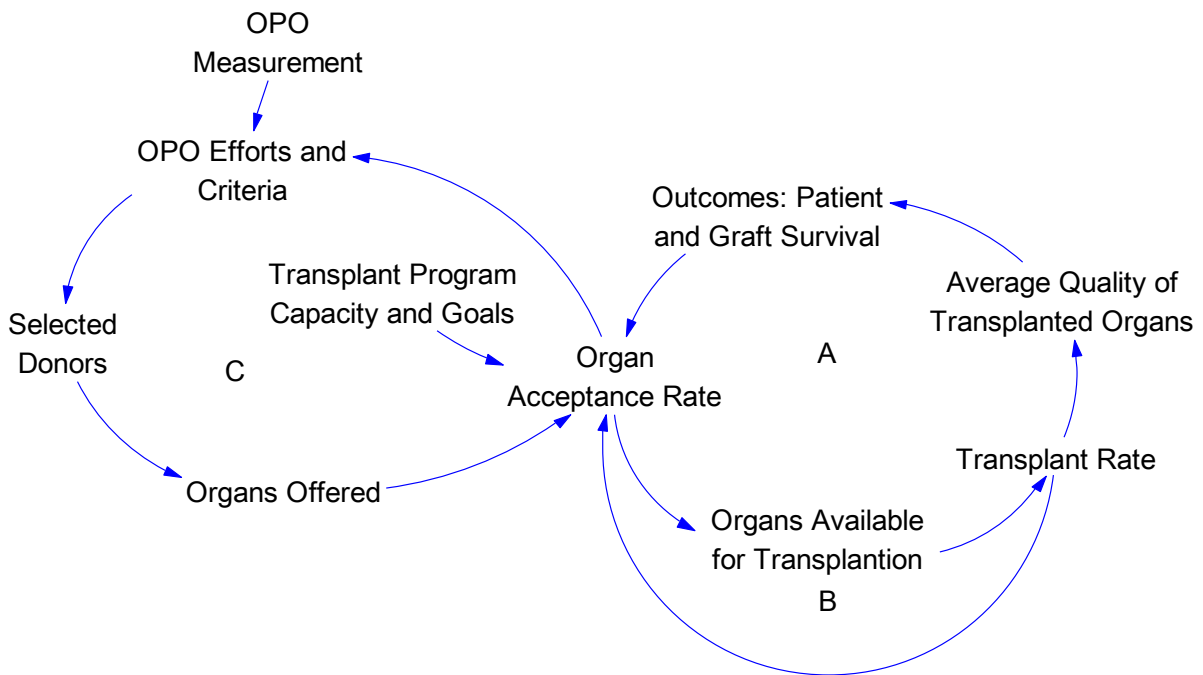 OPO
Measurement
OPO Efforts and
Criteria
Outcomes: Patient
and Graft Survival
Transplant Program
Capacity and Goals
Average Quality of
Transplanted Organs
Selected
Donors
C
Organ
Acceptance Rate
A
Transplant Rate
Organs Offered
Organs Available
for Transplantion
B